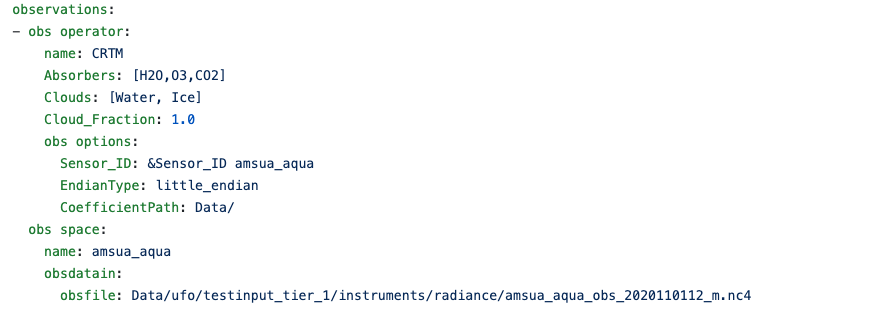 observations:
- obs operator:
    name: CRTM
    Absorbers: [H2O,O3,CO2]
    Clouds: [Water, Ice]
    Cloud_Fraction: 1.0
    obs options:
      Sensor_ID: &Sensor_ID amsua_aqua
      EndianType: little_endian
      CoefficientPath: Data/
  obs space:
    name: amsua_aqua
    obsdatain:
      obsfile: Data/ufo/testinput_tier_1/instruments/radiance/amsua_aqua_obs_2020110112_m.nc4